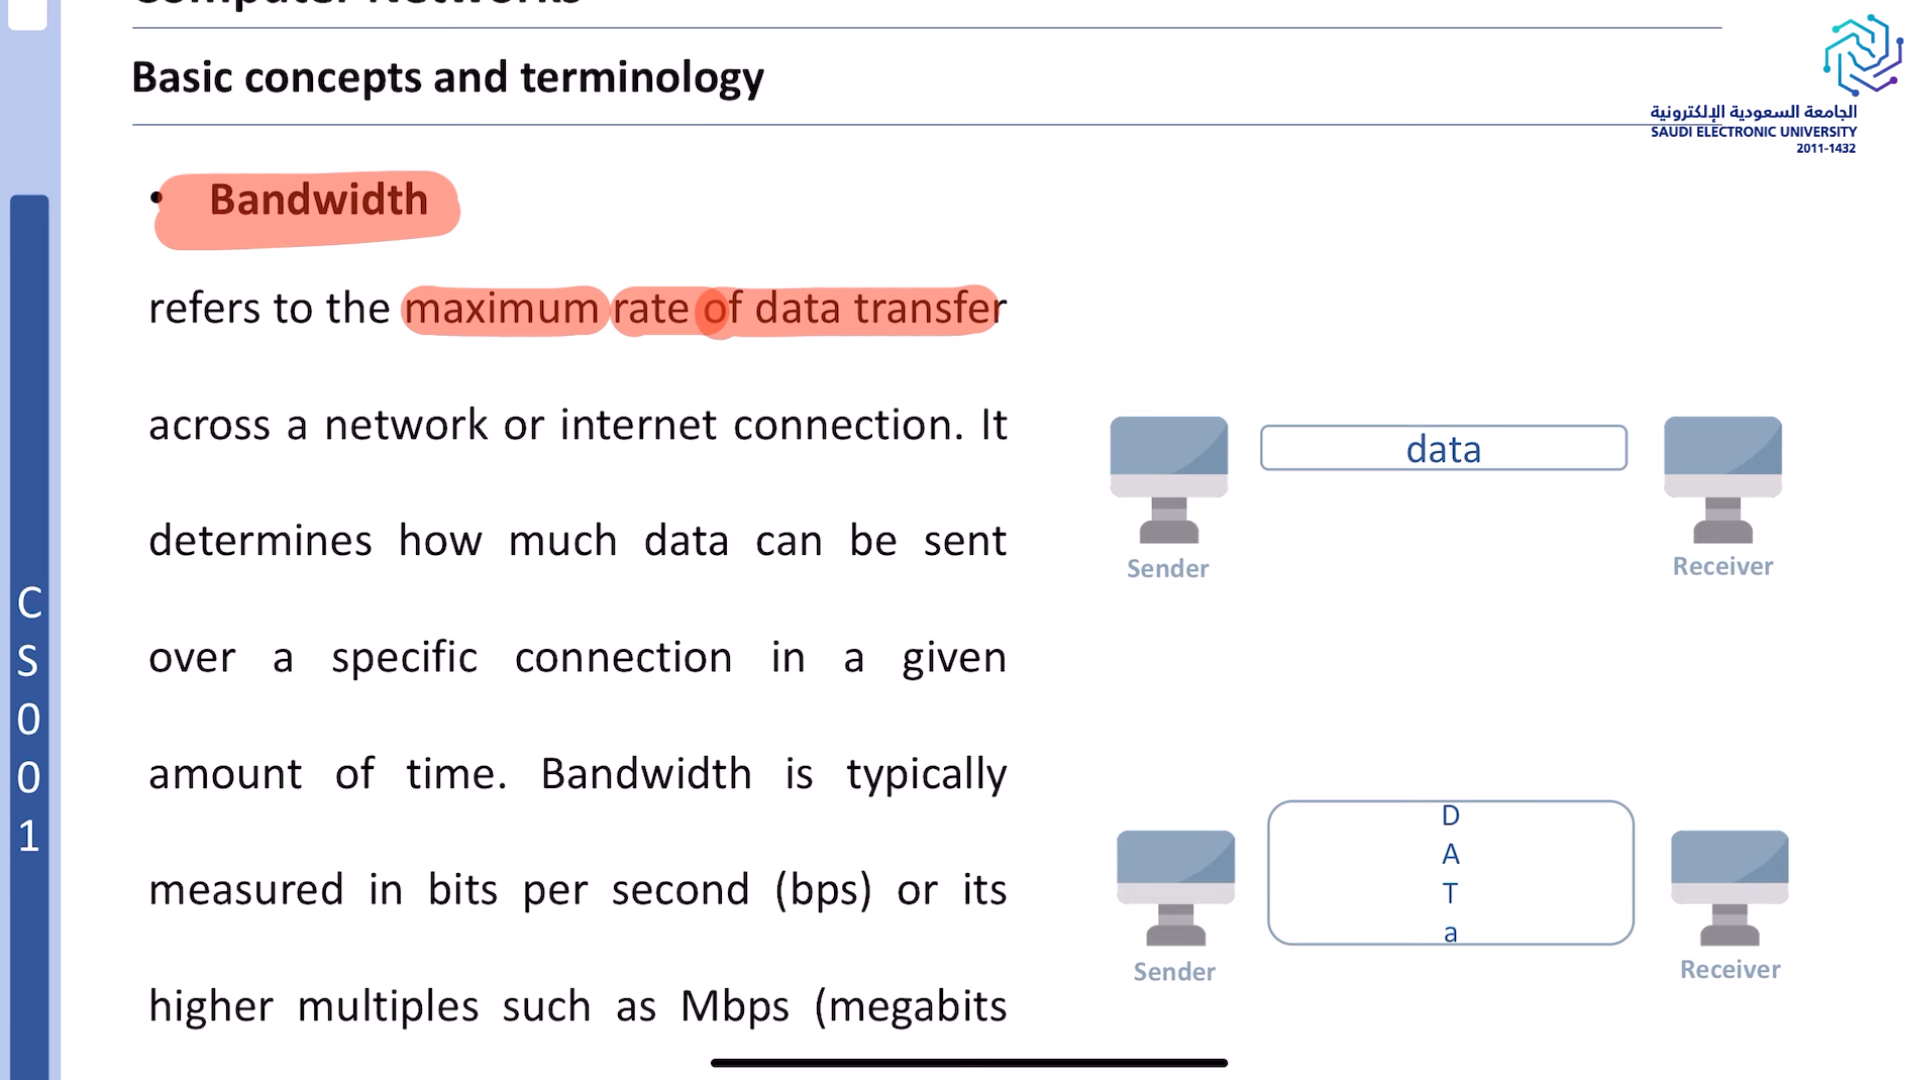 Computer Networks
Basic concepts and terminology
الجامعة السعودية الإلكترونية
SAUDI ELECTRONIC UNIVERSITY
2011-1432
• Bandwidth
refers to the maximum rate of data transfer
across a network or internet connection. It
determines how much data can be sent
over a specific connection in a given
amount of time. Bandwidth is typically
measured in bits per second (bps) or its
higher multiples such as Mbps (megabits
data
Sender
Receiver
D
A
T
a
Sender
Receiver
C
S
0
0
1